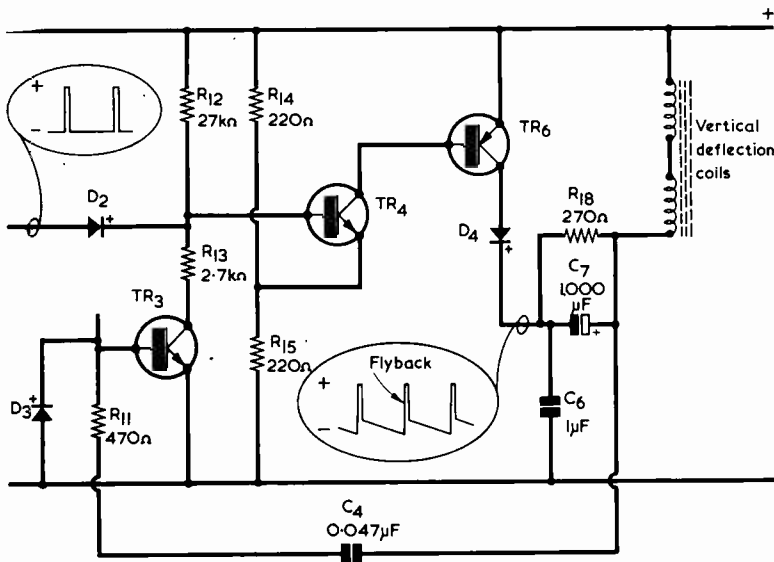 +
+
−
R12
27kΩ
R14
220Ω
TR6
Vertical
deflection
coils
TR4
D2
+
R18
270Ω
D4
+
R13
2·7kΩ
C7
1,000
µF
+
TR3
R15
220Ω
Flyback
+
−
D3
+
R11
470Ω
C6
1µF
C4
0·047µF